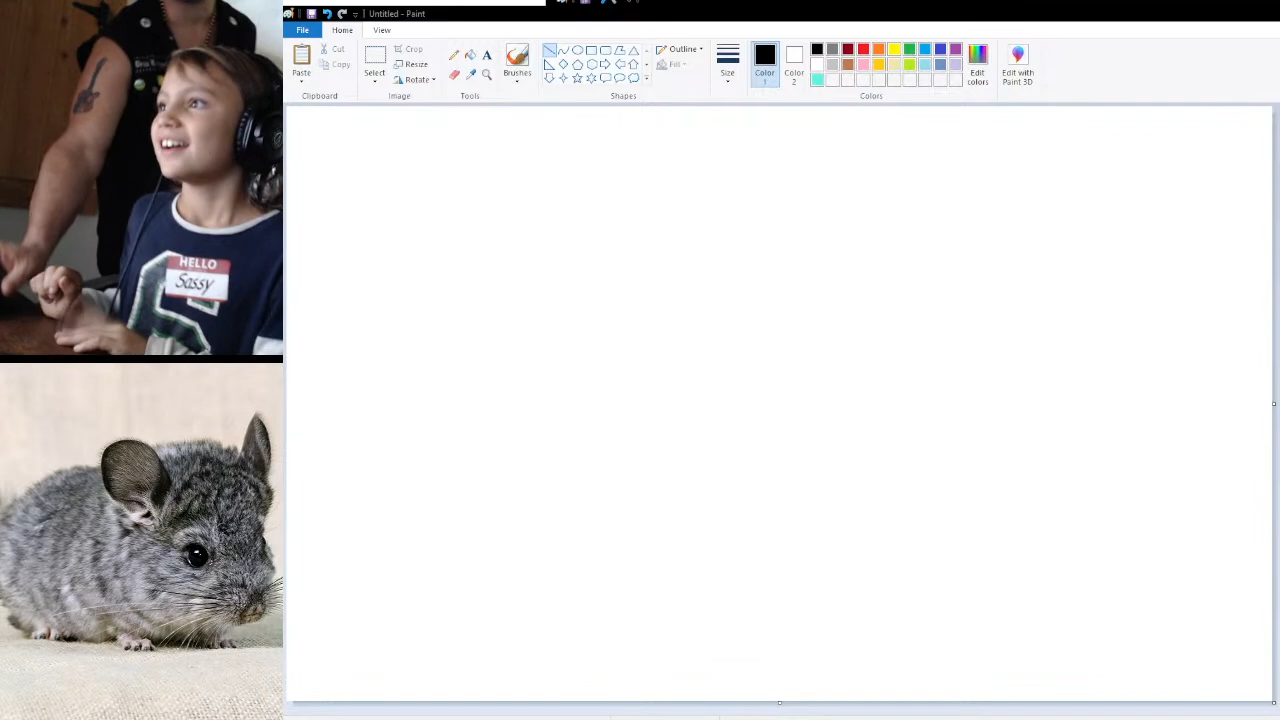 Untitled - Paint
File
Home
View
Paste
Cut
Copy
Clipboard
Select
Crop
Resize
Rotate
Image
A
Tools
Brushes
Outline
Fill
Shapes
Size
Color
1
Color
2
Edit
colors
Colors
Edit with
Paint 3D
HELLO
Sassy